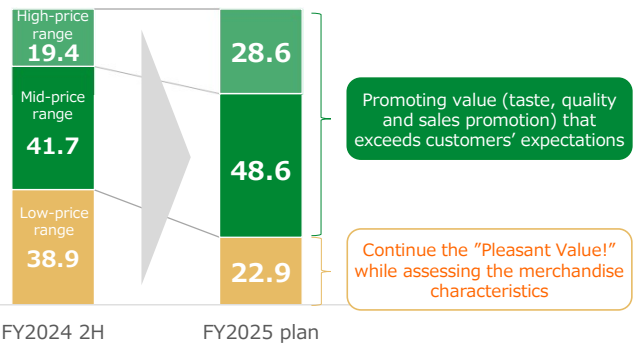 High-price
range
19.4
Mid-price
range
41.7
Low-price
range
38.9
28.6
48.6
22.9
Promoting value (taste, quality
and sales promotion) that
exceeds customers’ expectations
Continue the ”Pleasant Value!”
while assessing the merchandise
characteristics
FY2024 2H
FY2025 plan